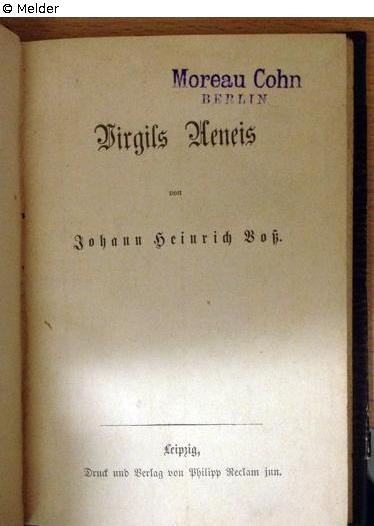 © Melder
Moreau Cohn
BERLIN
Virgils Aeneis
von
Johann Heinrich Voß.
Leipzig,
Druck und Verlag von Philipp Reclam jun.